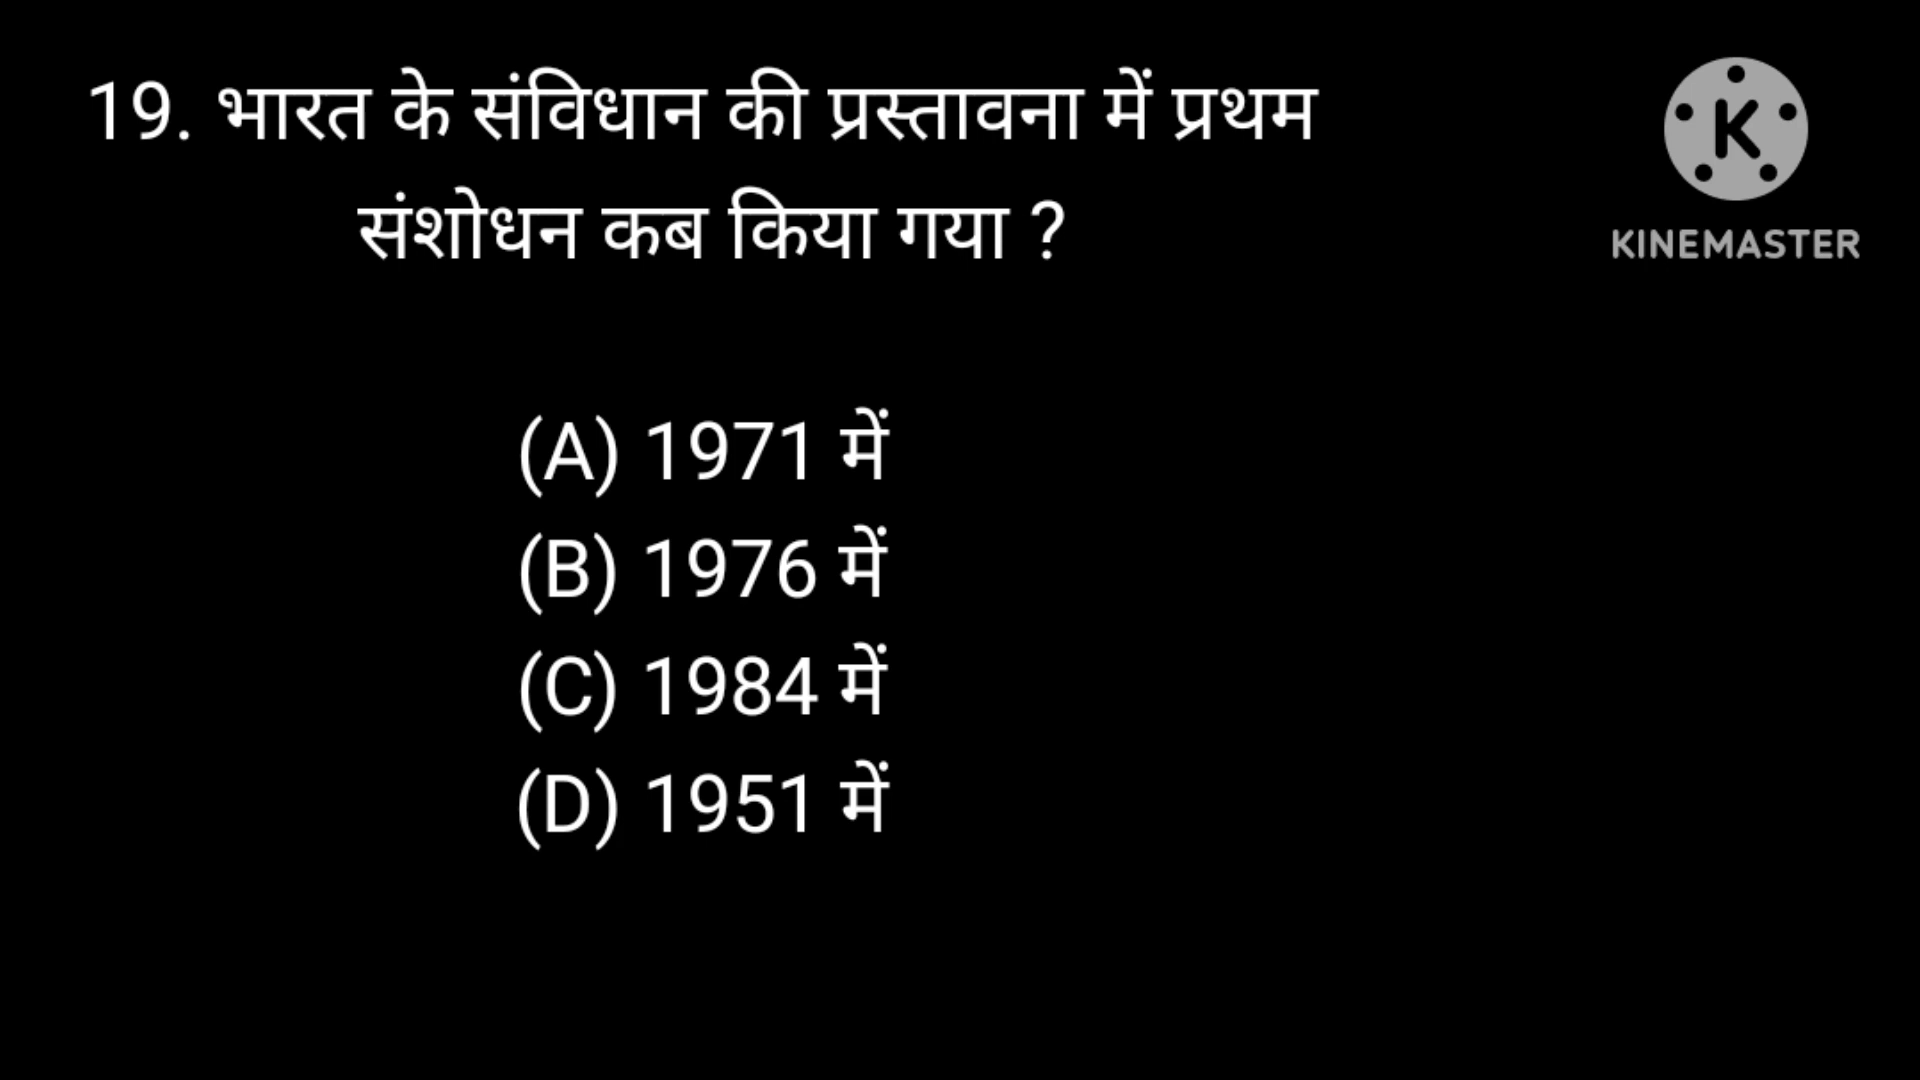 19. भारत के संविधान की प्रस्तावना में प्रथम
संशोधन कब किया गया ?
KINEMASTER
(A) 1971 में
(B) 1976 में
(C) 1984 में
(D) 1951 में